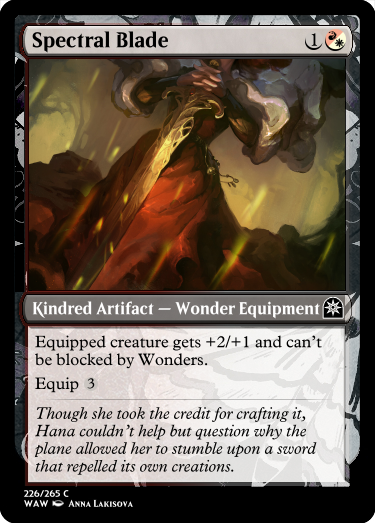 Spectral Blade 1
Kindred Artifact — Wonder Equipment
Equipped creature gets +2/+1 and can't
be blocked by Wonders.
Equip 3
Though she took the credit for crafting it,
Hana couldn't help but question why the
plane allowed her to stumble upon a sword
that repelled its own creations.
226/265 C
WAW Anna Lakisova